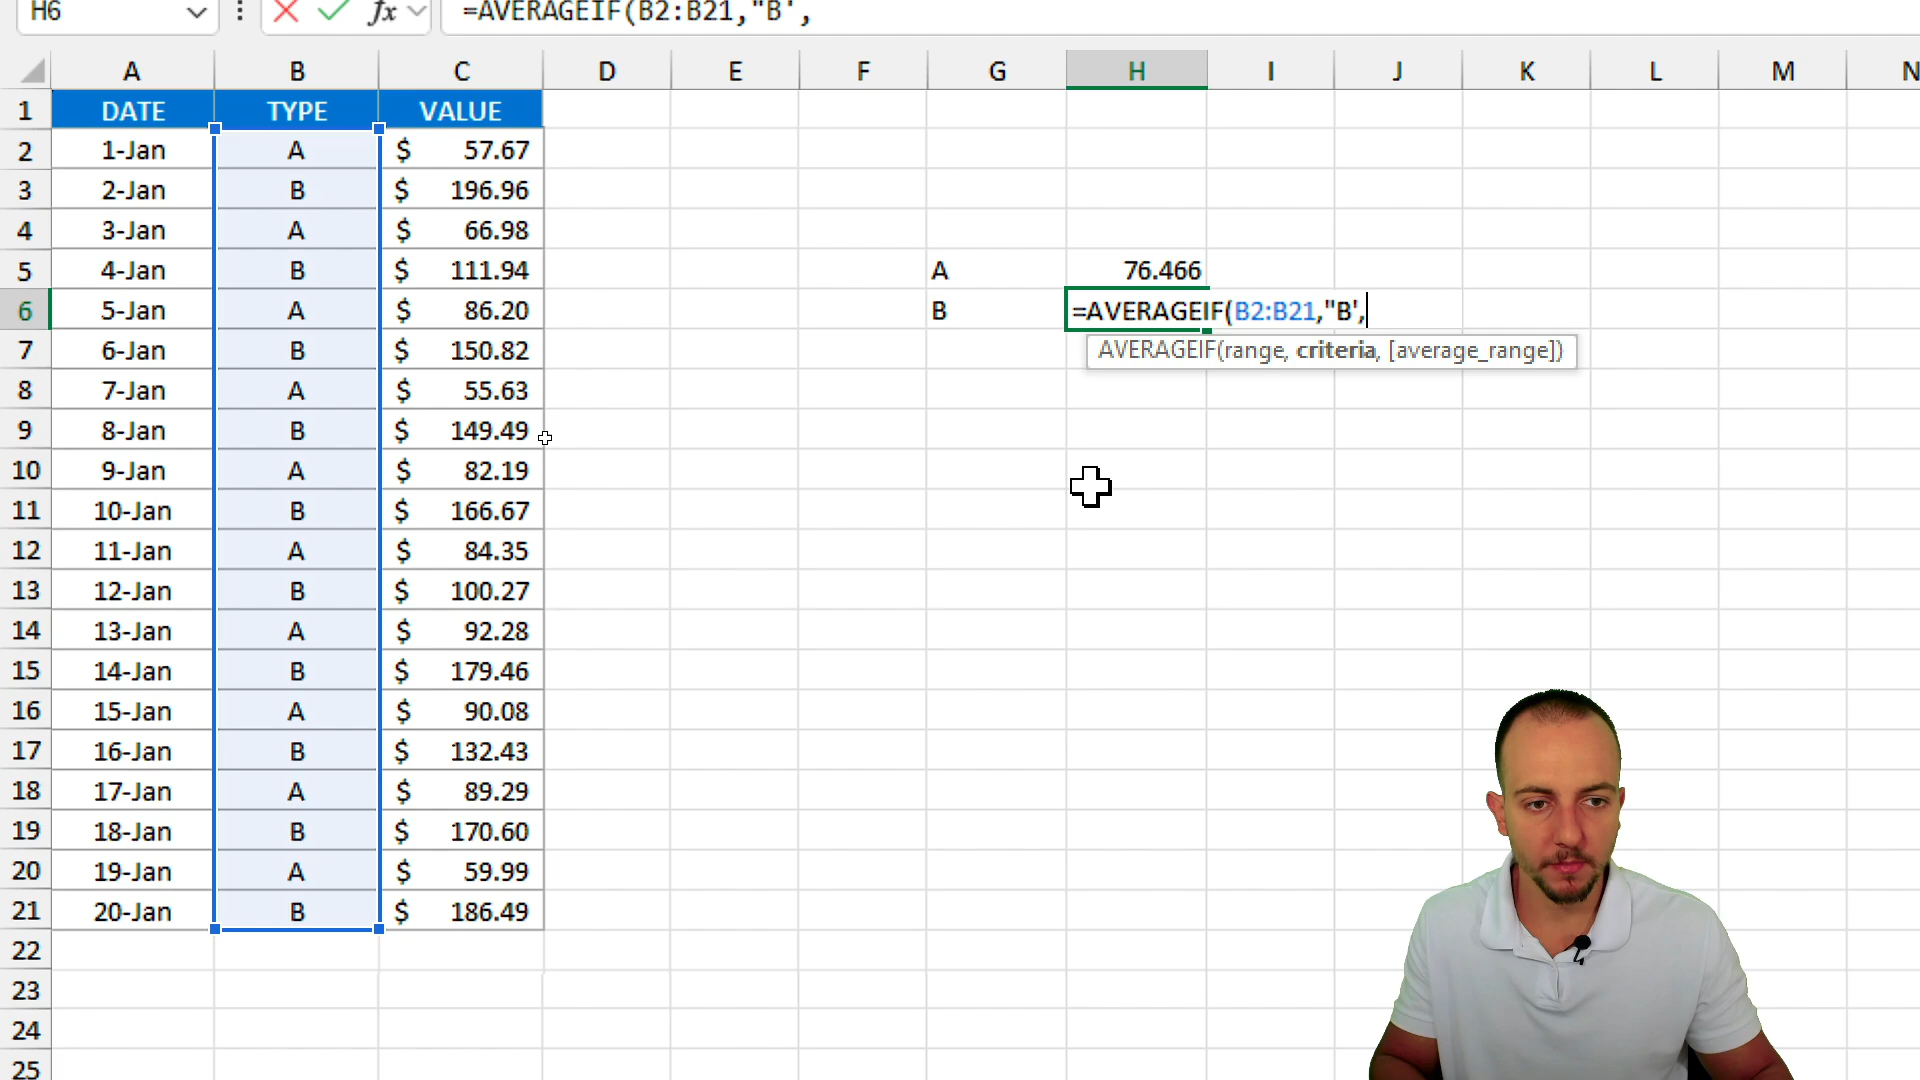 H6 fx =AVERAGEIF(B2:B21,"B',
A B C D E F G H I J K L M N
1 DATE TYPE VALUE
2 1-Jan A $ 57.67
3 2-Jan B $ 196.96
4 3-Jan A $ 66.98
5 4-Jan B $ 111.94 A 76.466
6 5-Jan A $ 86.20 B =AVERAGEIF(B2:B21,"B',
7 6-Jan B $ 150.82 AVERAGEIF(range, criteria, [average_range])
8 7-Jan A $ 55.63
9 8-Jan B $ 149.49
10 9-Jan A $ 82.19
11 10-Jan B $ 166.67
12 11-Jan A $ 84.35
13 12-Jan B $ 100.27
14 13-Jan A $ 92.28
15 14-Jan B $ 179.46
16 15-Jan A $ 90.08
17 16-Jan B $ 132.43
18 17-Jan A $ 89.29
19 18-Jan B $ 170.60
20 19-Jan A $ 59.99
21 20-Jan B $ 186.49
22
23
24
25